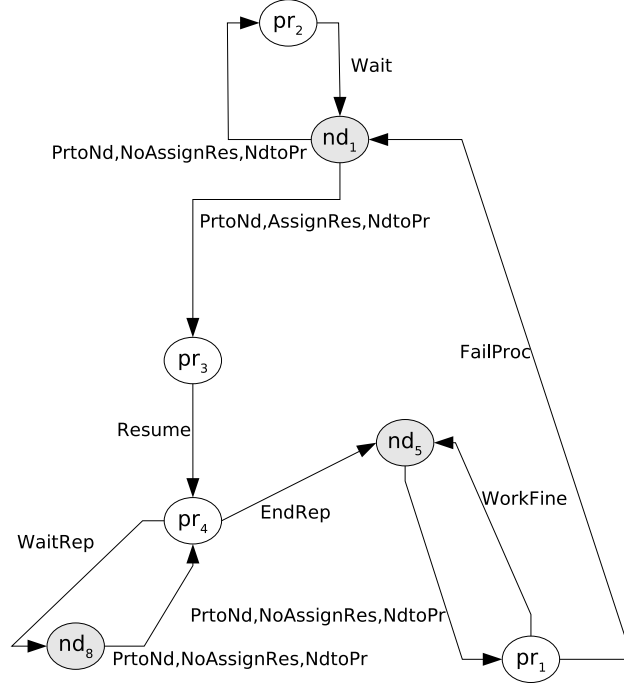 pr2
Wait
nd1
PrtoNd,NoAssignRes,NdtoPr
PrtoNd,AssignRes,NdtoPr
FailProc
pr3
Resume
nd5
WorkFine
pr4
EndRep
WaitRep
PrtoNd,NoAssignRes,NdtoPr
nd8
PrtoNd,NoAssignRes,NdtoPr
pr1